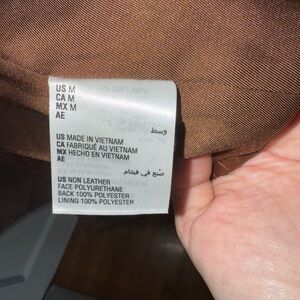 US M
CA M
MX M
AE
وسط
US MADE IN VIETNAM
CA FABRIQUÉ AU VIETNAM
MX HECHO EN VIETNAM
AE
صنع في فيتنام
US NON LEATHER
FACE POLYURETHANE
BACK 100% POLYESTER
LINING 100% POLYESTER